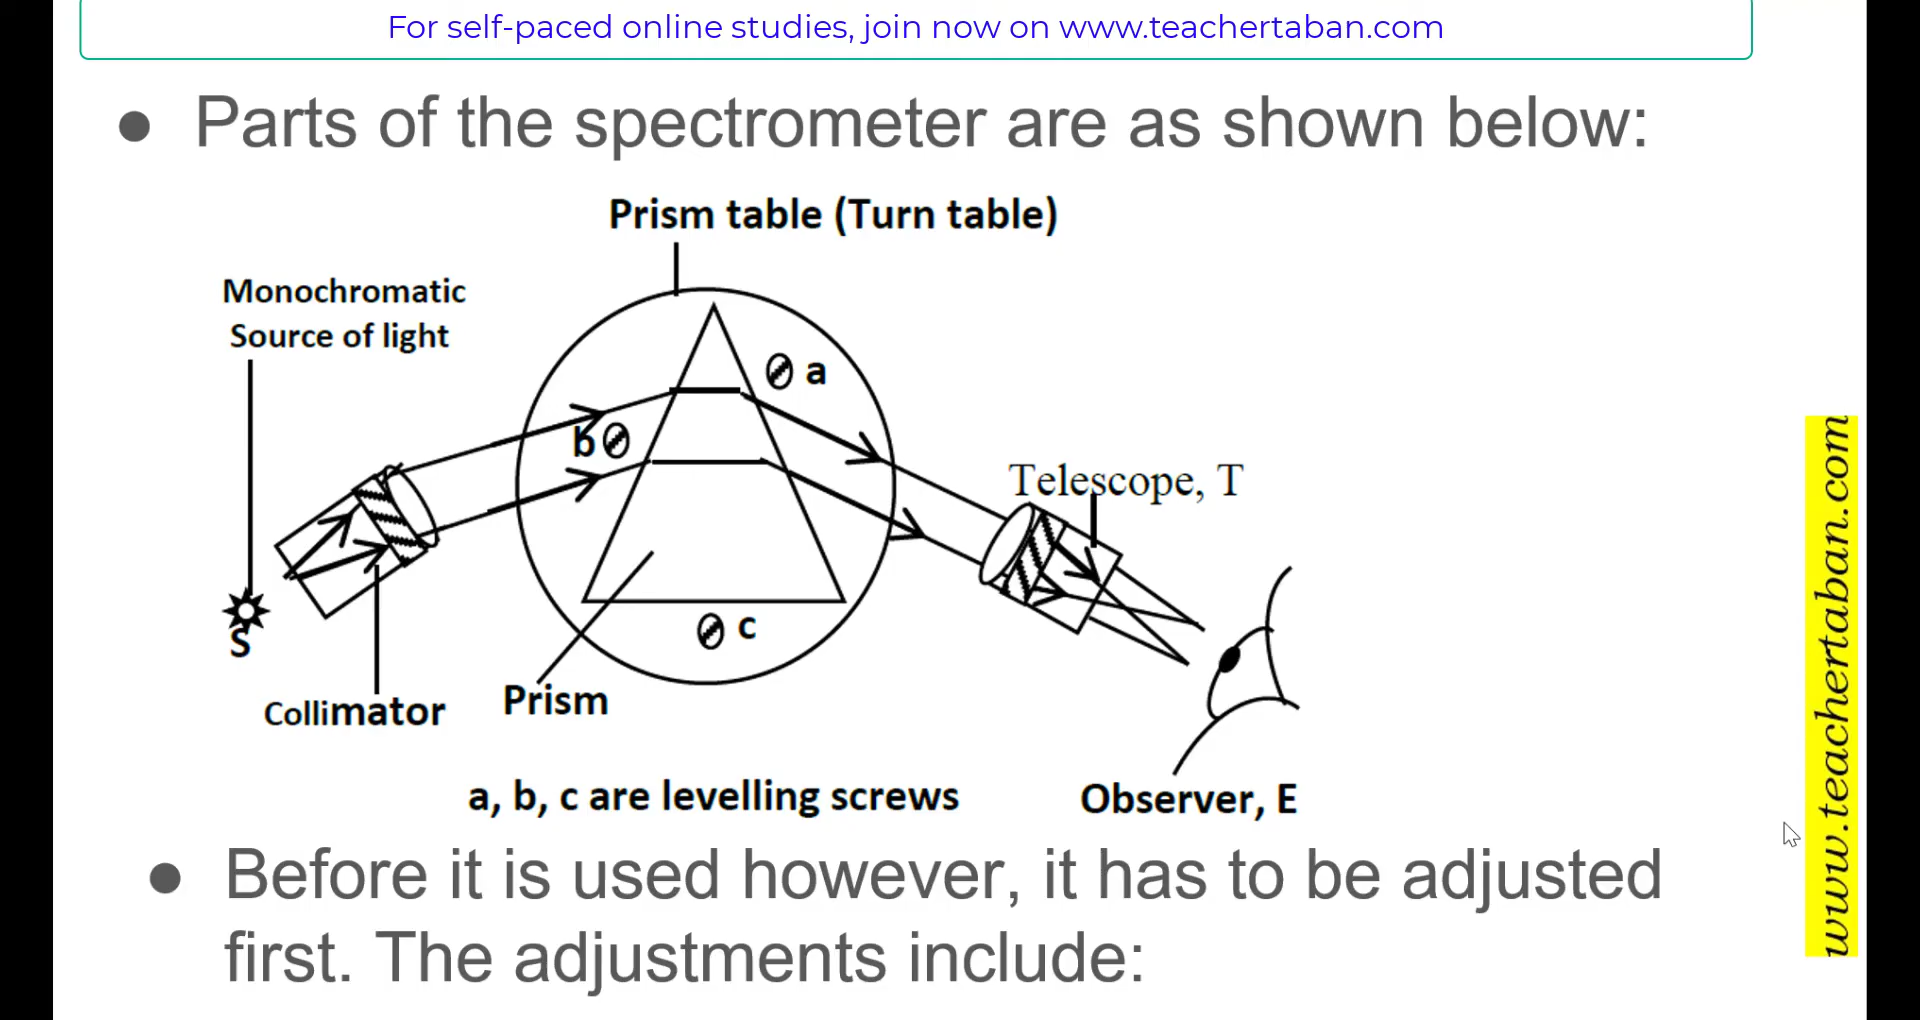 For self-paced online studies, join now on www.teachertaban.com
● Parts of the spectrometer are as shown below:
Prism table (Turn table)
Monochromatic
Source of light
a
b
Telescope, T
c
S
Prism
Collimator
a, b, c are levelling screws
Observer, E
● Before it is used however, it has to be adjusted
first. The adjustments include:
www.teachertaban.com